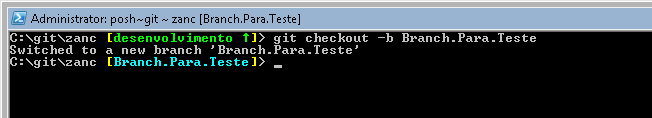 Administrator: posh~git ~ zanc [Branch.Para.Teste]
C:\git\zanc [desenvolvimento ↑]> git checkout -b Branch.Para.Teste
Switched to a new branch 'Branch.Para.Teste'
C:\git\zanc [Branch.Para.Teste]> _